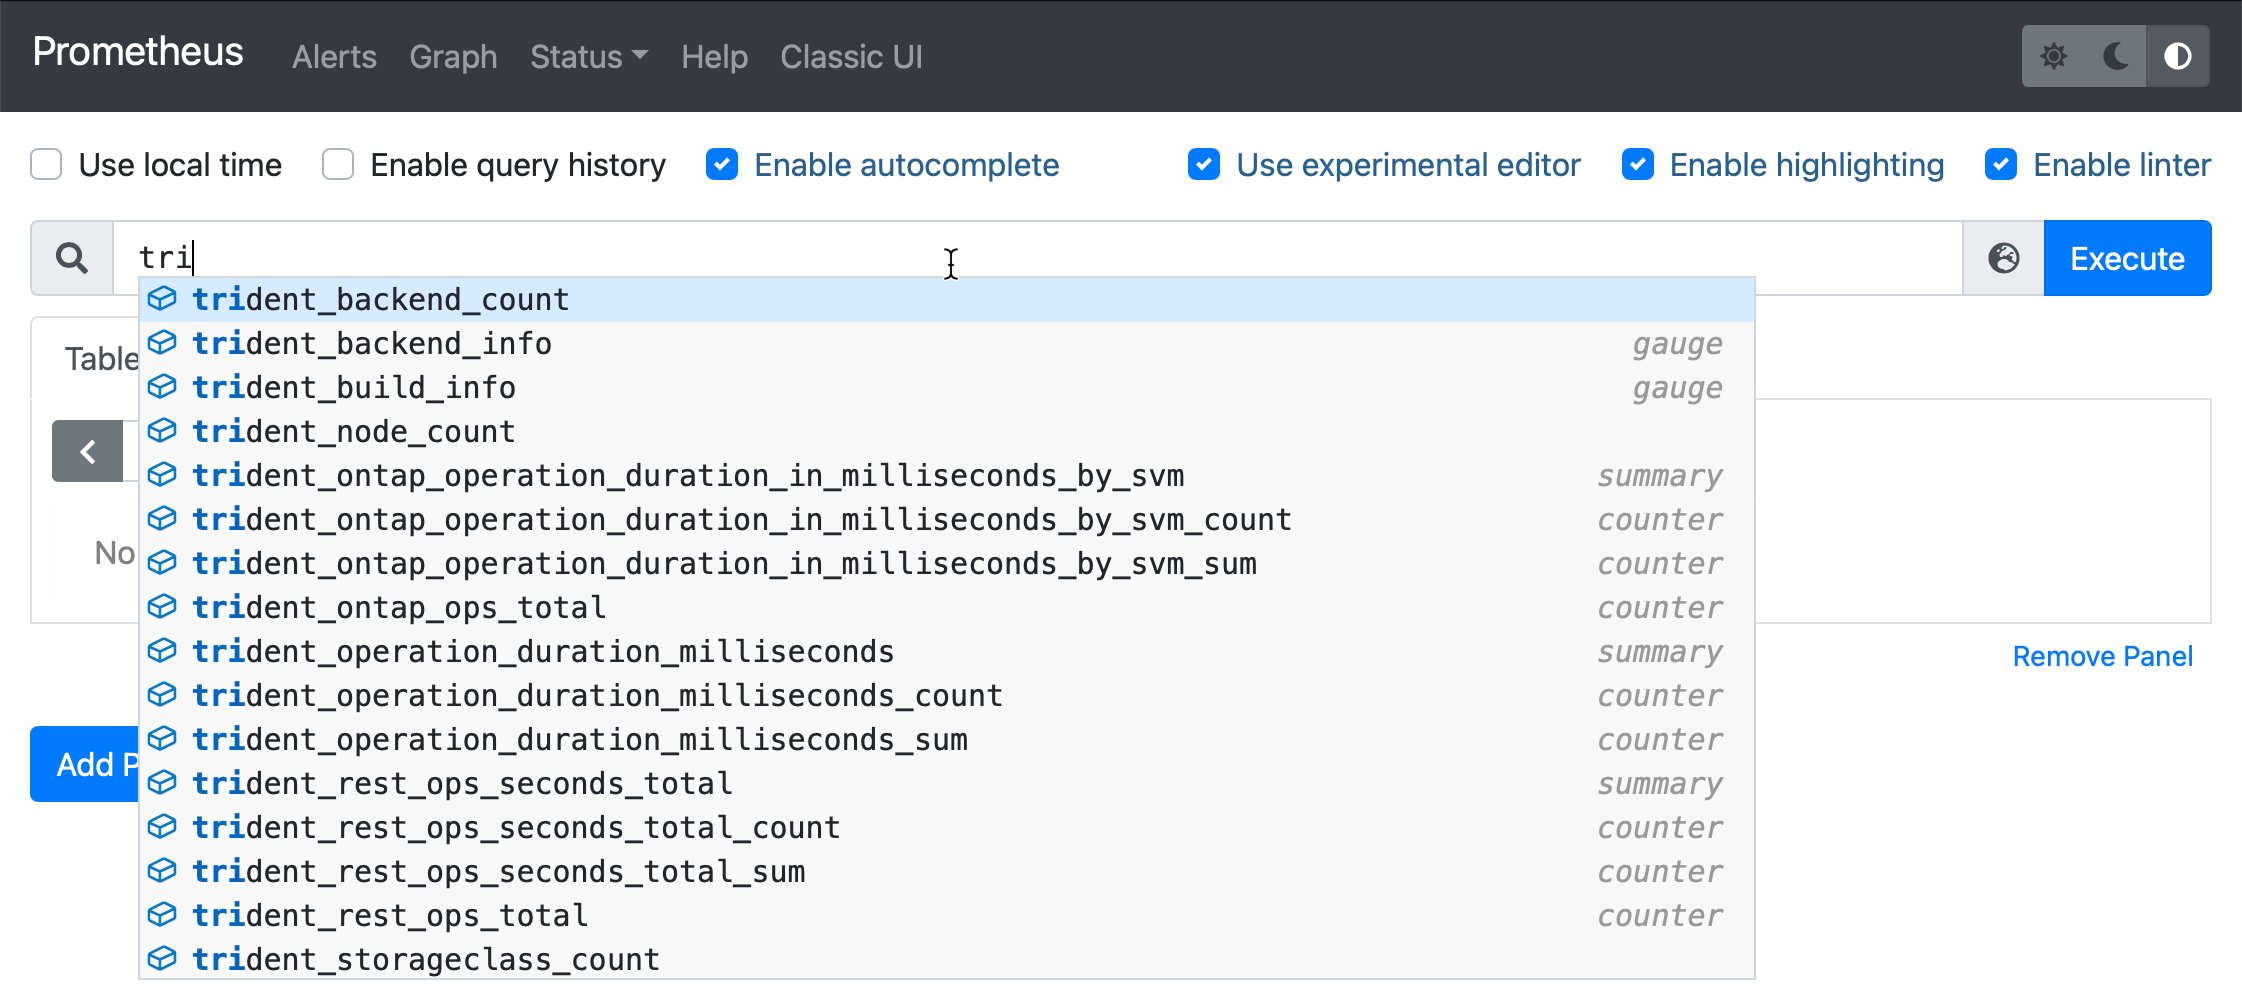 Prometheus Alerts Graph Status Help Classic UI
Use local time Enable query history Enable autocomplete Use experimental editor Enable highlighting Enable linter
tri Execute
trident_backend_count
trident_backend_info gauge
Table
trident_build_info gauge
trident_node_count
trident_ontap_operation_duration_in_milliseconds_by_svm summary
trident_ontap_operation_duration_in_milliseconds_by_svm_count counter
No
trident_ontap_operation_duration_in_milliseconds_by_svm_sum counter
trident_ontap_ops_total counter
trident_operation_duration_milliseconds summary
Remove Panel
trident_operation_duration_milliseconds_count counter
trident_operation_duration_milliseconds_sum counter
Add P
trident_rest_ops_seconds_total summary
trident_rest_ops_seconds_total_count counter
trident_rest_ops_seconds_total_sum counter
trident_rest_ops_total counter
trident_storageclass_count